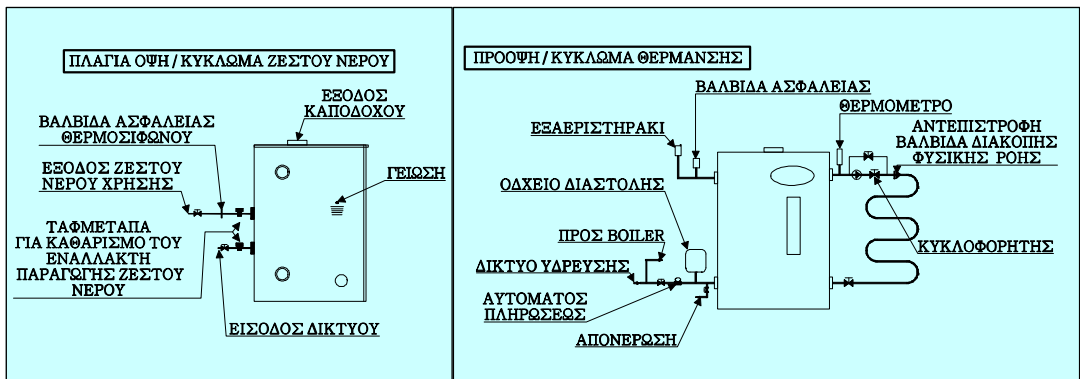 ΠΛΑΓΙΑ ΟΨΗ / ΚΥΚΛΩΜΑ ΖΕΣΤΟΥ ΝΕΡΟΥ
ΕΞΟΔΟΣ
ΚΑΠΟΔΟΧΟΥ
ΒΑΛΒΙΔΑ ΑΣΦΑΛΕΙΑΣ
ΘΕΡΜΟΣΙΦΩΝΟΥ
ΕΞΟΔΟΣ ΖΕΣΤΟΥ
ΝΕΡΟΥ ΧΡΗΣΗΣ
ΓΕΙΩΣΗ
ΤΑΦΜΕΤΑΠΑ
ΓΙΑ ΚΑΘΑΡΙΣΜΟ ΤΟΥ
ΕΝΑΛΛΑΚΤΗ
ΠΑΡΑΓΩΓΗΣ ΖΕΣΤΟΥ
ΝΕΡΟΥ
ΕΙΣΟΔΟΣ ΔΙΚΤΥΟΥ
ΠΡΟΟΨΗ / ΚΥΚΛΩΜΑ ΘΕΡΜΑΝΣΗΣ
ΒΑΛΒΙΔΑ ΑΣΦΑΛΕΙΑΣ
ΘΕΡΜΟΜΕΤΡΟ
ΕΞΑΕΡΙΣΤΗΡΑΚΙ
ΑΝΤΕΠΙΣΤΡΟΦΗ
ΒΑΛΒΙΔΑ ΔΙΑΚΟΠΗΣ
ΦΥΣΙΚΗΣ ΡΟΗΣ
ΟΔΧΕΙΟ ΔΙΑΣΤΟΛΗΣ
ΠΡΟΣ BOILER
ΚΥΚΛΟΦΟΡΗΤΗΣ
ΔΙΚΤΥΟ ΥΔΡΕΥΣΗΣ
ΑΥΤΟΜΑΤΟΣ
ΠΛΗΡΩΣΕΩΣ
ΑΠΟΝΕΡΩΣΗ